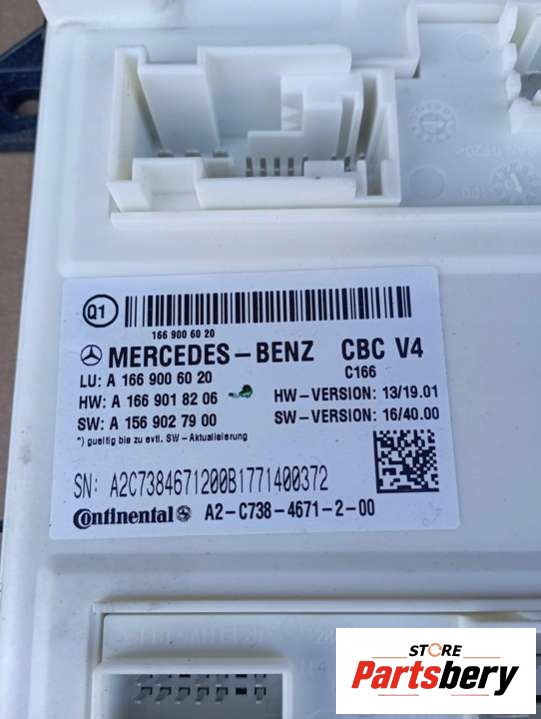 Q1
166 900 60 20
MERCEDES-BENZ CBC V4
C166
LU: A 166 900 60 20
HW: A 166 901 82 06 HW-VERSION: 13/19.01
SW: A 156 902 79 00 SW-VERSION: 16/40.00
*) gueltig bis zu evtl. SW-Aktualisierung
SN: A2C7384671200B1771400372
Continental A2-C738-4671-2-00
STORE
Partsbery